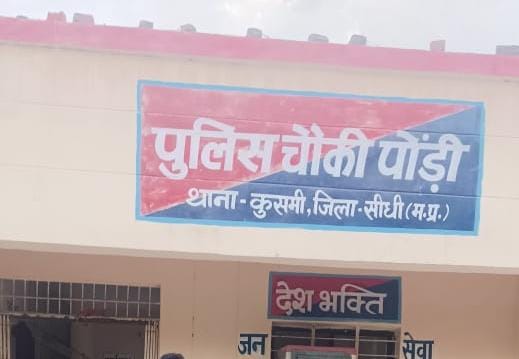 पुलिस चौकी पोंड़ी
थाना - कुसमी, जिला - सीधी (म.प्र.)
देश भक्ति
जन सेवा